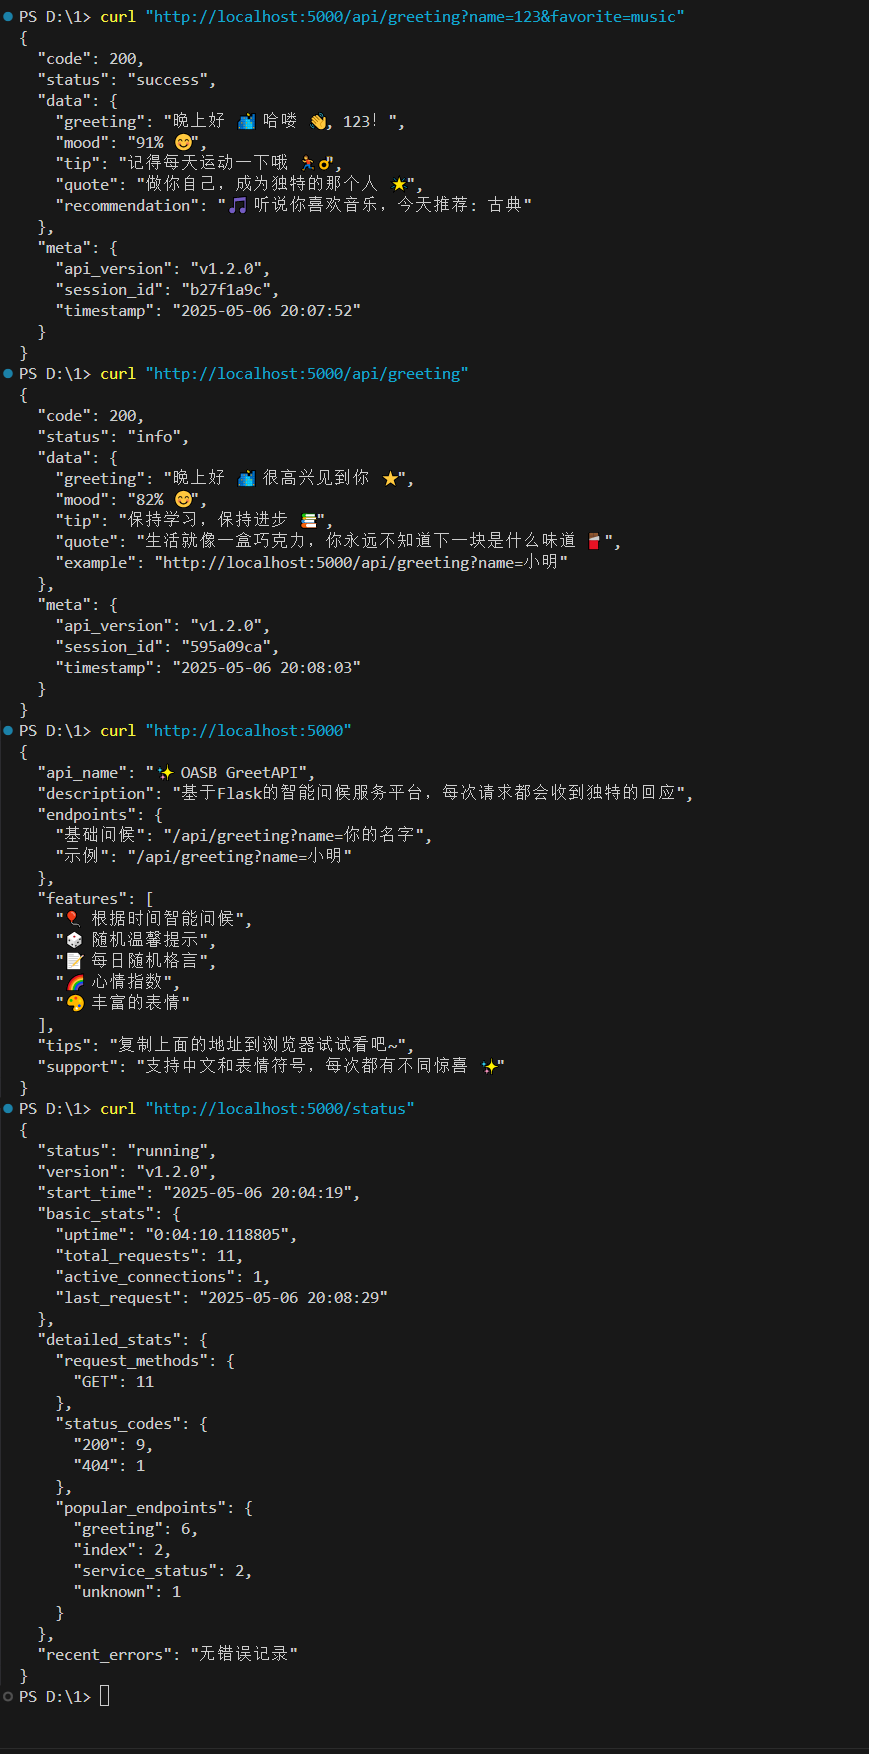 PS D:\1> curl "http://localhost:5000/api/greeting?name=123&favorite=music"
{
  "code": 200,
  "status": "success",
  "data": {
    "greeting": "晚上好 🌃 哈喽 👋, 123! ",
    "mood": "91% 😊",
    "tip": "记得每天运动一下哦 🏃♂",
    "quote": "做你自己，成为独特的那个人 🌟",
    "recommendation": "🎵 听说你喜欢音乐，今天推荐: 古典"
  },
  "meta": {
    "api_version": "v1.2.0",
    "session_id": "b27f1a9c",
    "timestamp": "2025-05-06 20:07:52"
  }
}
PS D:\1> curl "http://localhost:5000/api/greeting"
{
  "code": 200,
  "status": "info",
  "data": {
    "greeting": "晚上好 🌃 很高兴见到你 ⭐",
    "mood": "82% 😊",
    "tip": "保持学习，保持进步 📚",
    "quote": "生活就像一盒巧克力，你永远不知道下一块是什么味道 🍫",
    "example": "http://localhost:5000/api/greeting?name=小明"
  },
  "meta": {
    "api_version": "v1.2.0",
    "session_id": "595a09ca",
    "timestamp": "2025-05-06 20:08:03"
  }
}
PS D:\1> curl "http://localhost:5000"
{
  "api_name": "✨ OASB GreetAPI",
  "description": "基于Flask的智能问候服务平台，每次请求都会收到独特的回应",
  "endpoints": {
    "基础问候": "/api/greeting?name=你的名字",
    "示例": "/api/greeting?name=小明"
  },
  "features": [
    "🎈 根据时间智能问候",
    "🎲 随机温馨提示",
    "📝 每日随机格言",
    "🌈 心情指数",
    "🎨 丰富的表情"
  ],
  "tips": "复制上面的地址到浏览器试试看吧~",
  "support": "支持中文和表情符号，每次都有不同惊喜 ✨"
}
PS D:\1> curl "http://localhost:5000/status"
{
  "status": "running",
  "version": "v1.2.0",
  "start_time": "2025-05-06 20:04:19",
  "basic_stats": {
    "uptime": "0:04:10.118805",
    "total_requests": 11,
    "active_connections": 1,
    "last_request": "2025-05-06 20:08:29"
  },
  "detailed_stats": {
    "request_methods": {
      "GET": 11
    },
    "status_codes": {
      "200": 9,
      "404": 1
    },
    "popular_endpoints": {
      "greeting": 6,
      "index": 2,
      "service_status": 2,
      "unknown": 1
    }
  },
  "recent_errors": "无错误记录"
}
PS D:\1>